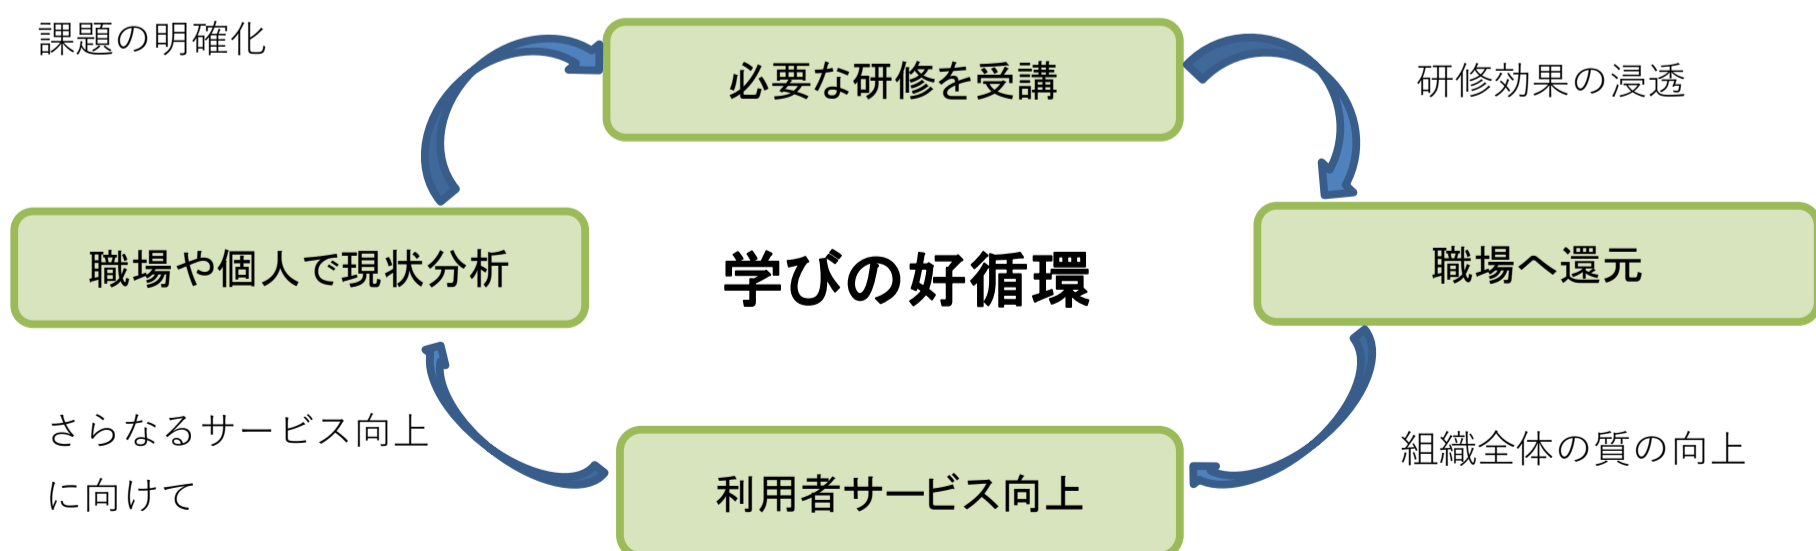 課題の明確化
必要な研修を受講
研修効果の浸透
職場や個人で現状分析
学びの好循環
職場へ還元
さらなるサービス向上
に向けて
利用者サービス向上
組織全体の質の向上